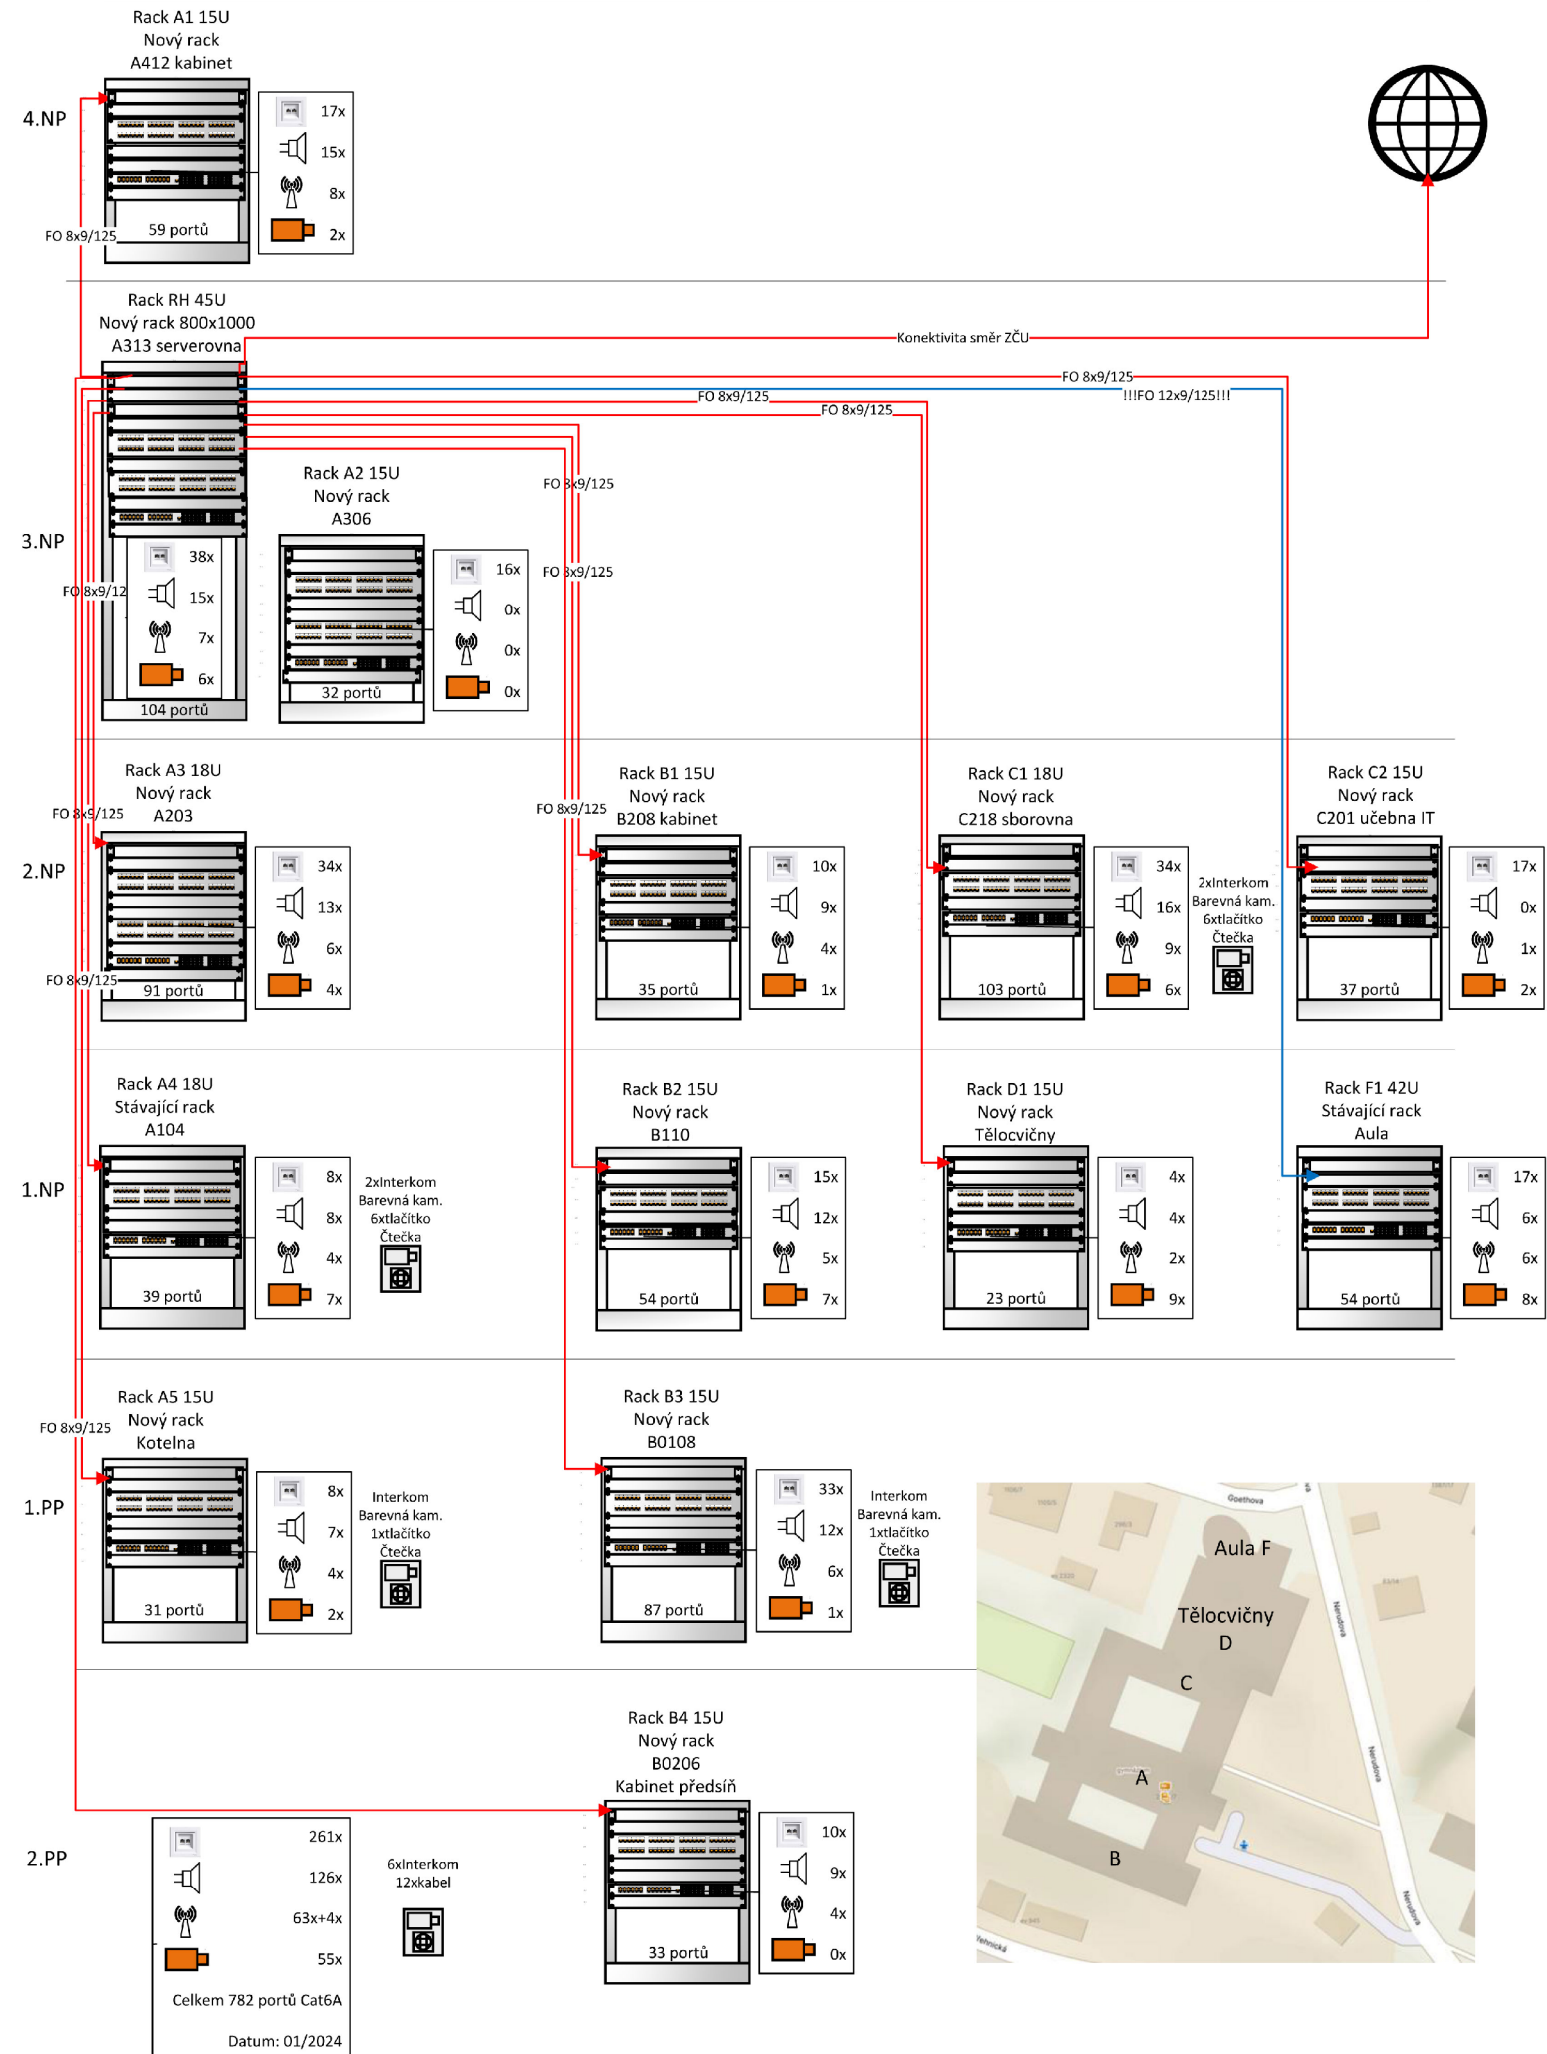 Rack A1 15U
Nový rack
A412 kabinet
4.NP
17x
15x
8x
2x
59 portů
FO 8x9/125
Rack RH 45U
Nový rack 800x1000
A313 serverovna
Konektivita směr ZČU
FO 8x9/125
!!!FO 12x9/125!!!
FO 8x9/125
FO 8x9/125
Rack A2 15U
Nový rack
A306
FO 8x9/125
FO 8x9/125
3.NP
38x
15x
7x
6x
104 portů
FO 8x9/12
16x
0x
0x
0x
32 portů
Rack A3 18U
Nový rack
A203
FO 8x9/125
2.NP
34x
13x
6x
4x
91 portů
FO 8x9/125
FO 8x9/125
Rack B1 15U
Nový rack
B208 kabinet
10x
9x
4x
1x
35 portů
Rack C1 18U
Nový rack
C218 sborovna
34x
16x
9x
6x
103 portů
2xInterkom
Barevná kam.
6xtlačítko
Čtečka
Rack C2 15U
Nový rack
C201 učebna IT
17x
0x
1x
2x
37 portů
Rack A4 18U
Stávající rack
A104
1.NP
8x
8x
4x
7x
39 portů
2xInterkom
Barevná kam.
6xtlačítko
Čtečka
Rack B2 15U
Nový rack
B110
15x
12x
5x
7x
54 portů
Rack D1 15U
Nový rack
Tělocvičny
4x
4x
2x
9x
23 portů
Rack F1 42U
Stávající rack
Aula
17x
6x
6x
8x
54 portů
Rack A5 15U
Nový rack
Kotelna
FO 8x9/125
1.PP
8x
7x
4x
2x
31 portů
Interkom
Barevná kam.
1xtlačítko
Čtečka
Rack B3 15U
Nový rack
B0108
33x
12x
6x
1x
87 portů
Interkom
Barevná kam.
1xtlačítko
Čtečka
Goethova
Aula F
Tělocvičny
D
C
A
B
Nerudova
Nerudova
Nerudova
Rack B4 15U
Nový rack
B0206
Kabinet předsíň
2.PP
10x
9x
4x
0x
33 portů
261x
126x
63x+4x
55x
Celkem 782 portů Cat6A
Datum: 01/2024
6xInterkom
12xkabel